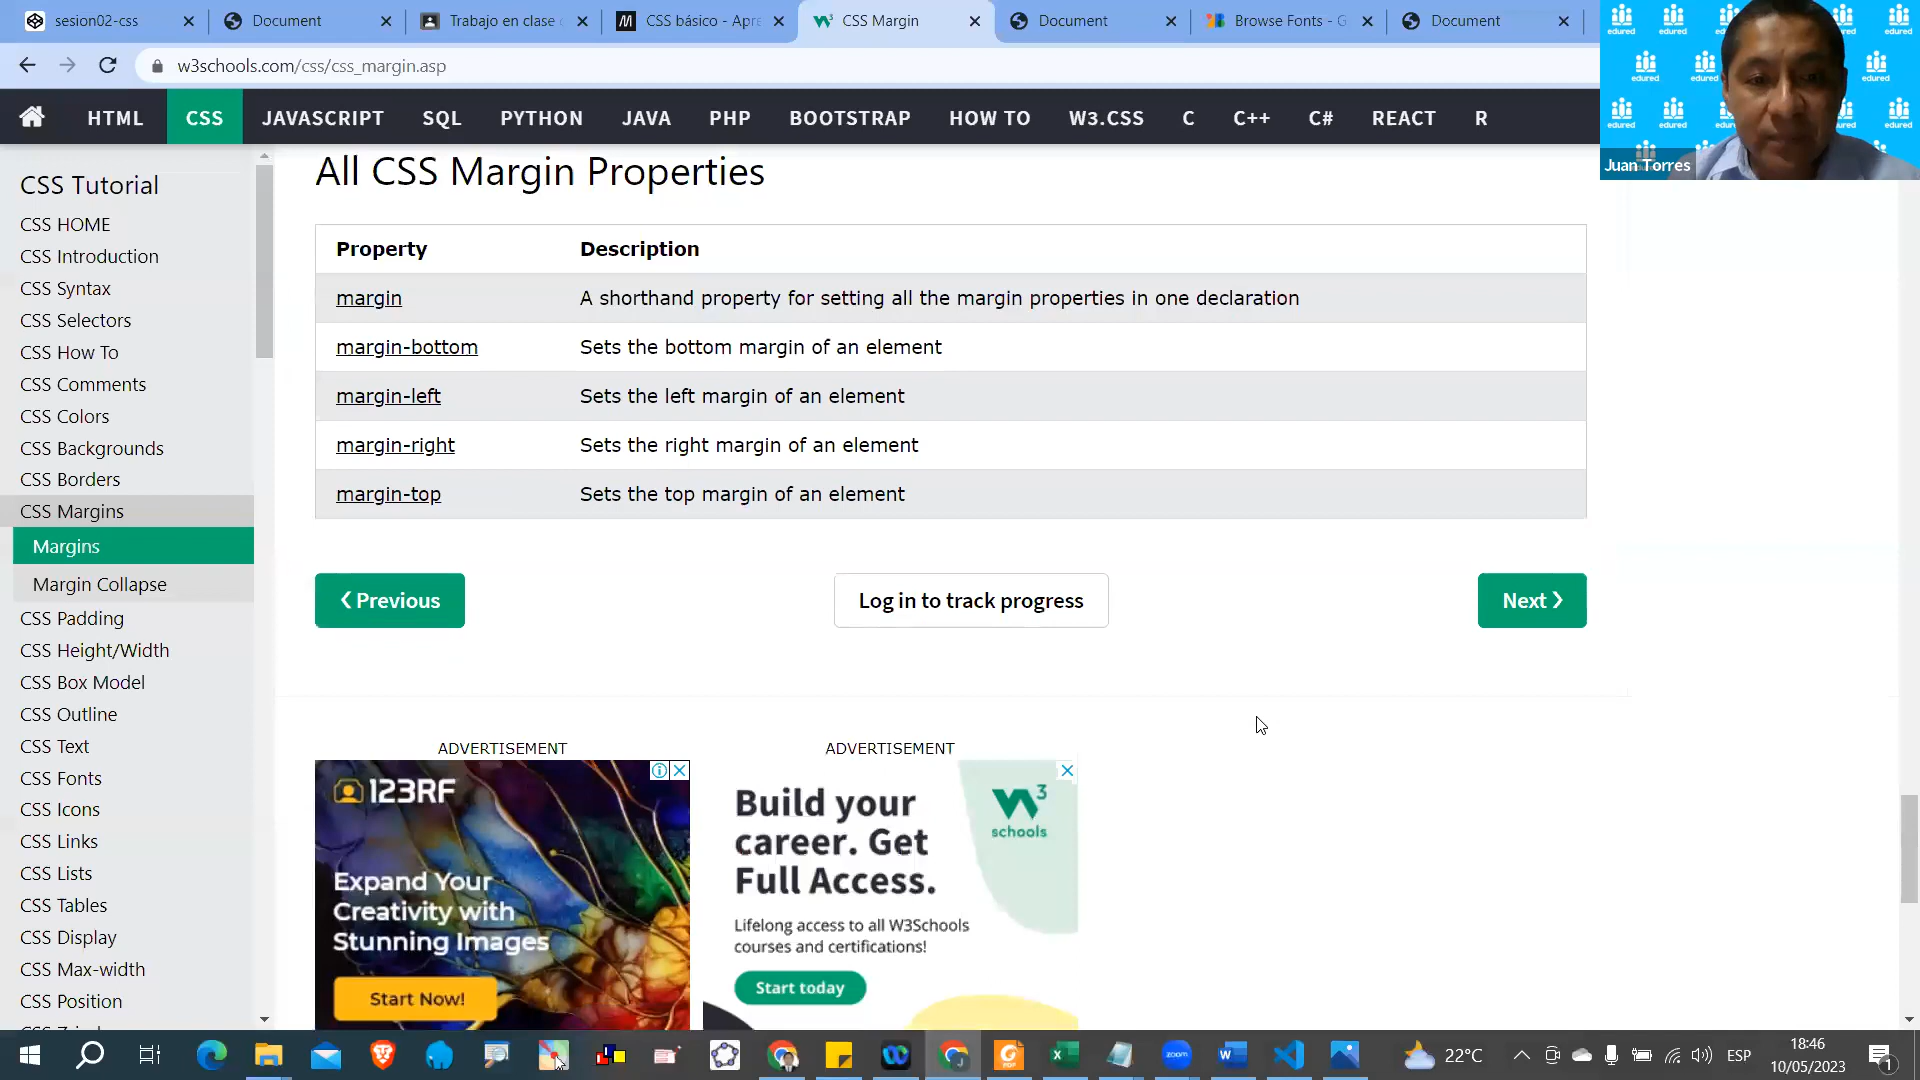 sesion02-css
Document
Trabajo en clase
CSS básico - Apre
CSS Margin
Document
Browse Fonts - G
Document
w3schools.com/css/css_margin.asp
HTML
CSS
JAVASCRIPT
SQL
PYTHON
JAVA
PHP
BOOTSTRAP
HOW TO
W3.CSS
C
C++
C#
REACT
R
edured
Juan Torres
CSS Tutorial
CSS HOME
CSS Introduction
CSS Syntax
CSS Selectors
CSS How To
CSS Comments
CSS Colors
CSS Backgrounds
CSS Borders
CSS Margins
Margins
Margin Collapse
CSS Padding
CSS Height/Width
CSS Box Model
CSS Outline
CSS Text
CSS Fonts
CSS Icons
CSS Links
CSS Lists
CSS Tables
CSS Display
CSS Max-width
CSS Position
All CSS Margin Properties
Property Description
margin A shorthand property for setting all the margin properties in one declaration
margin-bottom Sets the bottom margin of an element
margin-left Sets the left margin of an element
margin-right Sets the right margin of an element
margin-top Sets the top margin of an element
❮ Previous
Log in to track progress
Next ❯
ADVERTISEMENT
123RF
Expand Your
Creativity with
Stunning Images
Start Now!
ADVERTISEMENT
Build your
career. Get
Full Access.
Lifelong access to all W3Schools
courses and certifications!
Start today
W3
schools
22°C
ESP
18:46
10/05/2023
1